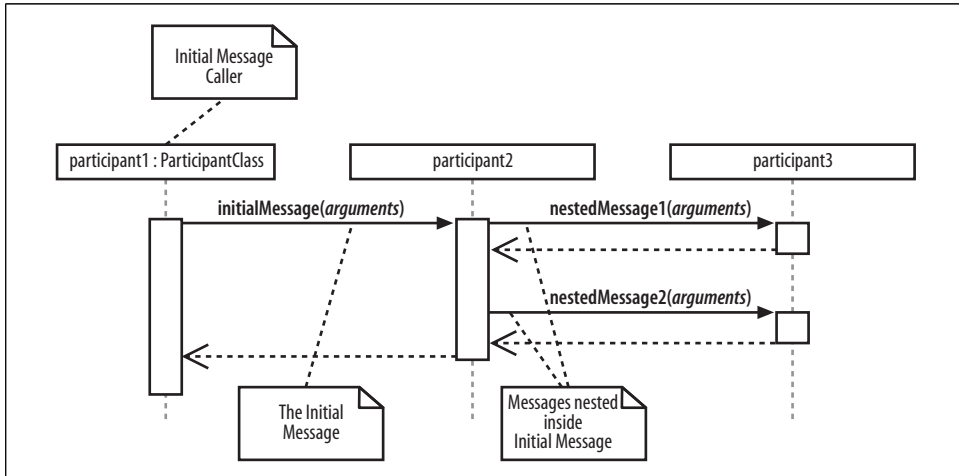 Initial Message
Caller
participant1 : ParticipantClass
participant2
participant3
initialMessage(arguments)
nestedMessage1(arguments)
nestedMessage2(arguments)
The Initial
Message
Messages nested
inside
Initial Message